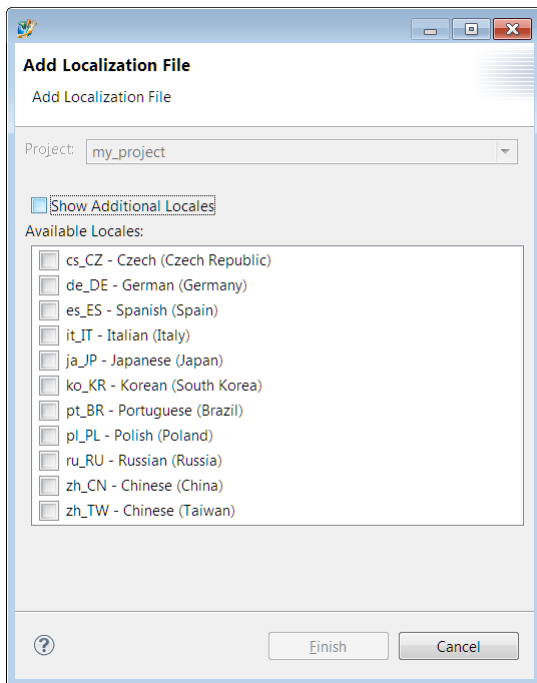 Add Localization File
Add Localization File
Project: my_project
Show Additional Locales
Available Locales:
cs_CZ - Czech (Czech Republic)
de_DE - German (Germany)
es_ES - Spanish (Spain)
it_IT - Italian (Italy)
ja_JP - Japanese (Japan)
ko_KR - Korean (South Korea)
pt_BR - Portuguese (Brazil)
pl_PL - Polish (Poland)
ru_RU - Russian (Russia)
zh_CN - Chinese (China)
zh_TW - Chinese (Taiwan)
? Finish Cancel